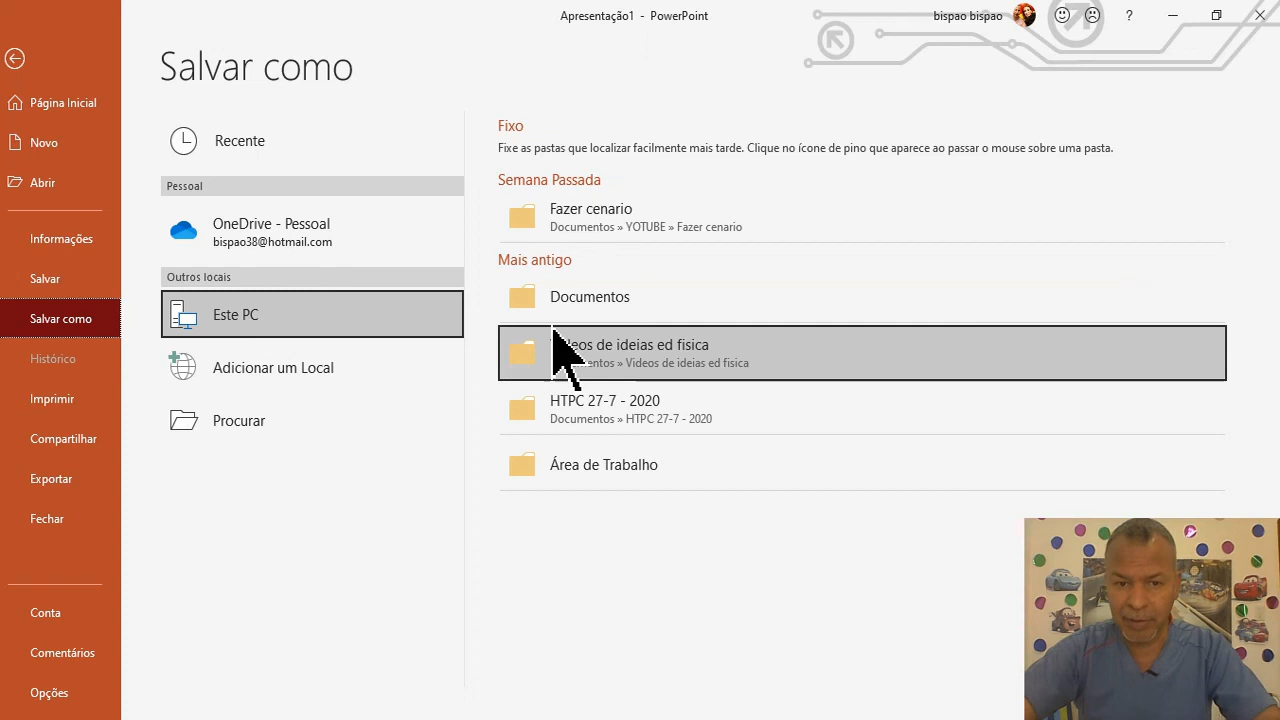 Apresentação1 - PowerPoint
bispao bispao
?
Salvar como
Página Inicial
Novo
Abrir
Informações
Salvar
Salvar como
Histórico
Imprimir
Compartilhar
Exportar
Fechar
Conta
Comentários
Opções
Recente
Pessoal
OneDrive - Pessoal
bispao38@hotmail.com
Outros locais
Este PC
Adicionar um Local
Procurar
Fixo
Fixe as pastas que localizar facilmente mais tarde. Clique no ícone de pino que aparece ao passar o mouse sobre uma pasta.
Semana Passada
Fazer cenario
Documentos » YOTUBE » Fazer cenario
Mais antigo
Documentos
de ideias ed fisica
» Videos de ideias ed fisica
HTPC 27-7 - 2020
Documentos » HTPC 27-7 - 2020
Área de Trabalho